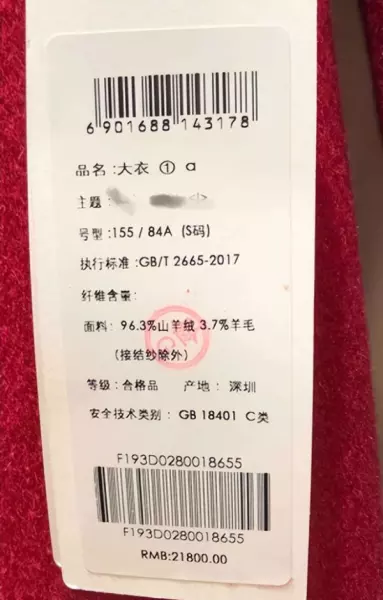 6 901688 143178
品名:大衣 ① a
主题:
号型:155 / 84A (S码)
执行标准:GB/T 2665-2017
纤维含量:
面料: 96.3%山羊绒 3.7%羊毛
(接结纱除外)
等级:合格品 产地: 深圳
安全技术类别: GB 18401 C类
F193D0280018655
F193D0280018655
RMB:21800.00